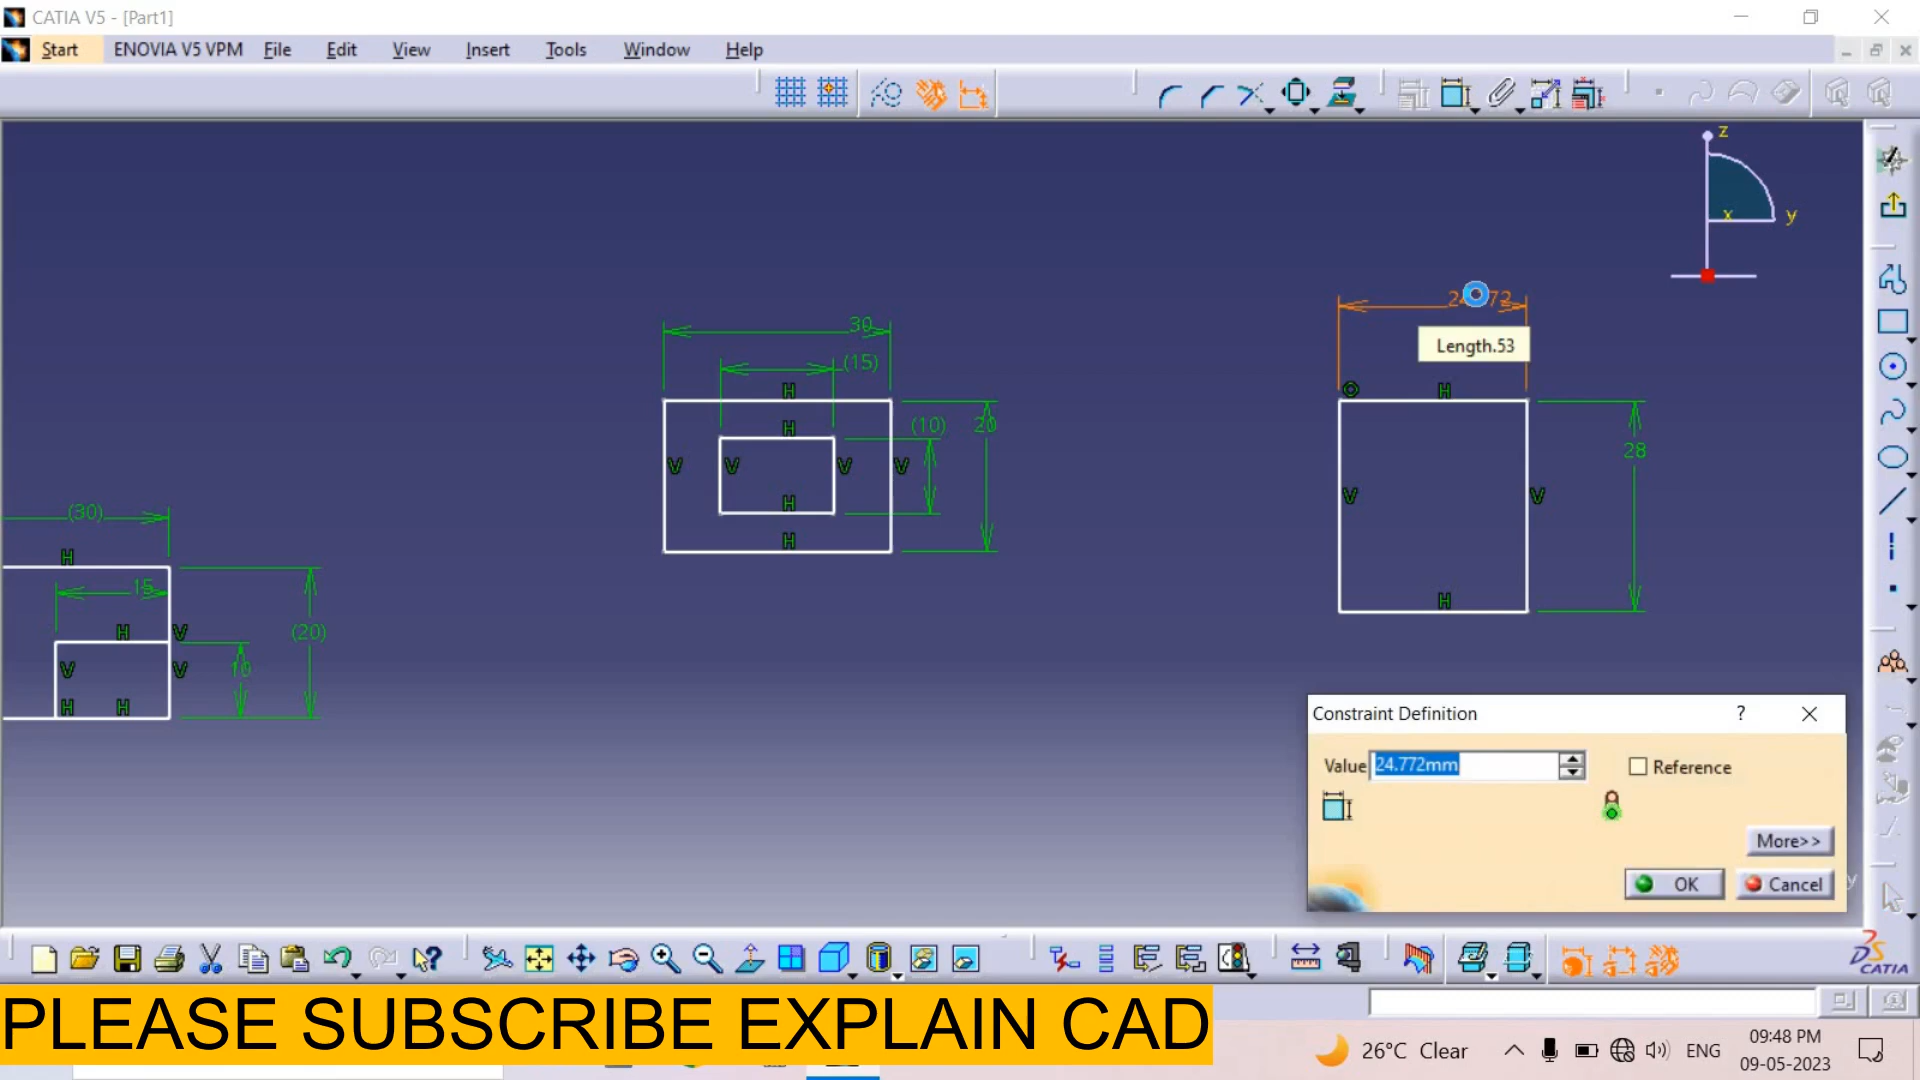 CATIA V5 - [Part1]
Start ENOVIA V5 VPM File Edit View Insert Tools Window Help
z
x y
30
(15)
H
H
(10) 20
V V V V
H
H
Length.53
H
28
V V
H
(30)
H
15
H V
(20)
V V
10
H H
Constraint Definition ?
Value 24.772mm Reference
More>>
OK Cancel
y
CATIA
PLEASE SUBSCRIBE EXPLAIN CAD
26°C Clear ENG
09:48 PM
09-05-2023